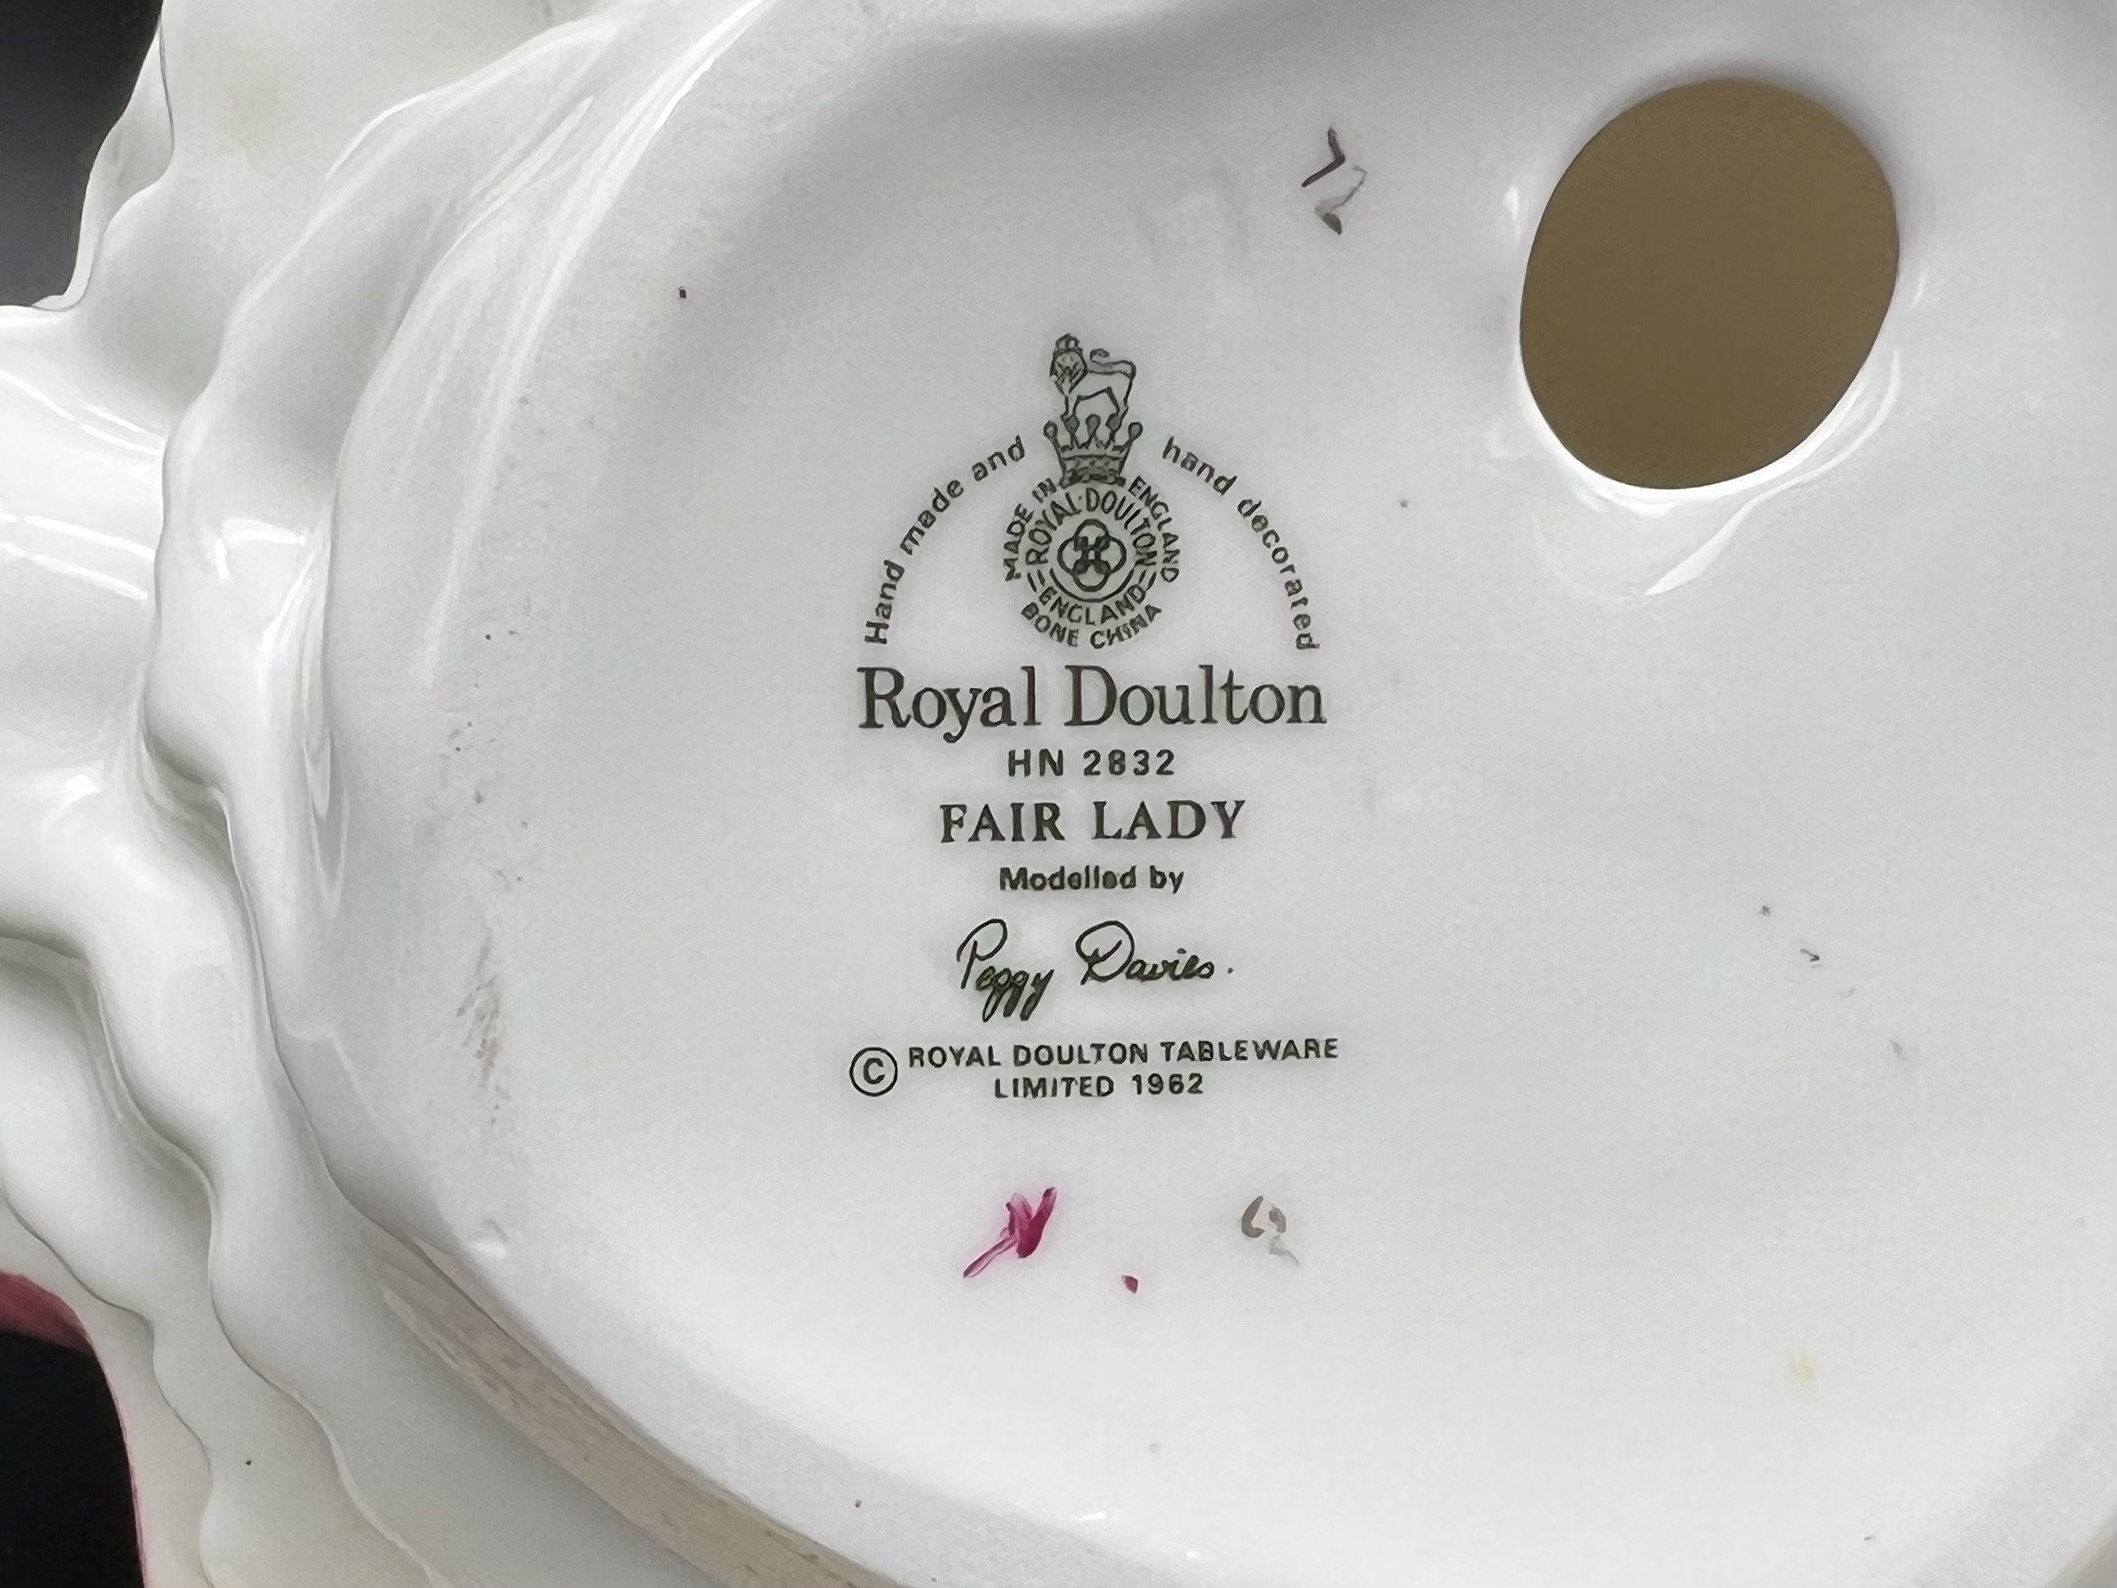 Hand made and hand decorated
MADE IN ENGLAND
ROYAL · DOULTON
ENGLAND
BONE CHINA
Royal Doulton
HN 2832
FAIR LADY
Modelled by
Peggy Davies.
© ROYAL DOULTON TABLEWARE
LIMITED 1962